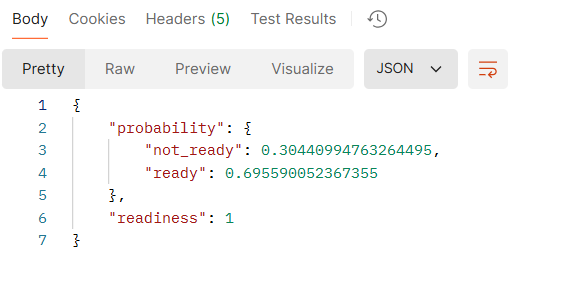 Body Cookies Headers (5) Test Results
Pretty Raw Preview Visualize JSON
1 {
2 "probability": {
3 "not_ready": 0.30440994763264495,
4 "ready": 0.695590052367355
5 },
6 "readiness": 1
7 }